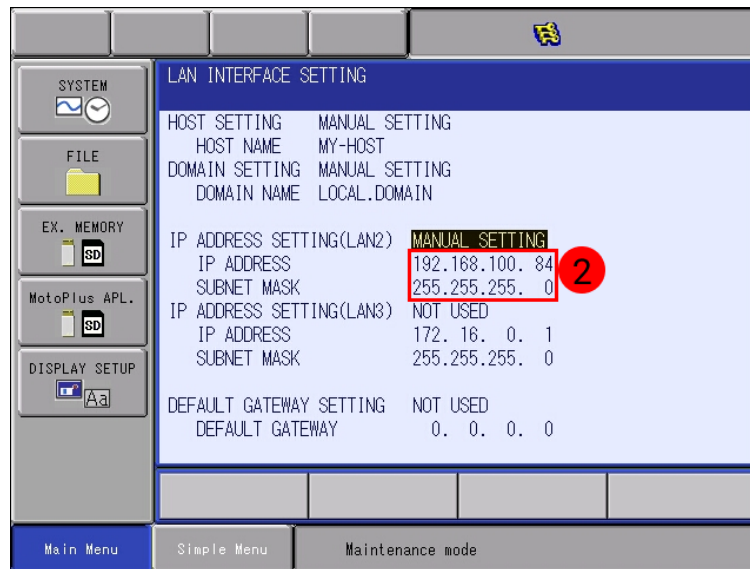 SYSTEM
FILE
EX. MEMORY
SD
MotoPlus APL.
SD
DISPLAY SETUP
Aa
LAN INTERFACE SETTING
HOST SETTING MANUAL SETTING
HOST NAME MY-HOST
DOMAIN SETTING MANUAL SETTING
DOMAIN NAME LOCAL.DOMAIN
IP ADDRESS SETTING(LAN2) MANUAL SETTING
IP ADDRESS 192.168.100. 84
2
SUBNET MASK 255.255.255. 0
IP ADDRESS SETTING(LAN3) NOT USED
IP ADDRESS 172. 16. 0. 1
SUBNET MASK 255.255.255. 0
DEFAULT GATEWAY SETTING NOT USED
DEFAULT GATEWAY 0. 0. 0. 0
Main Menu Simple Menu Maintenance mode